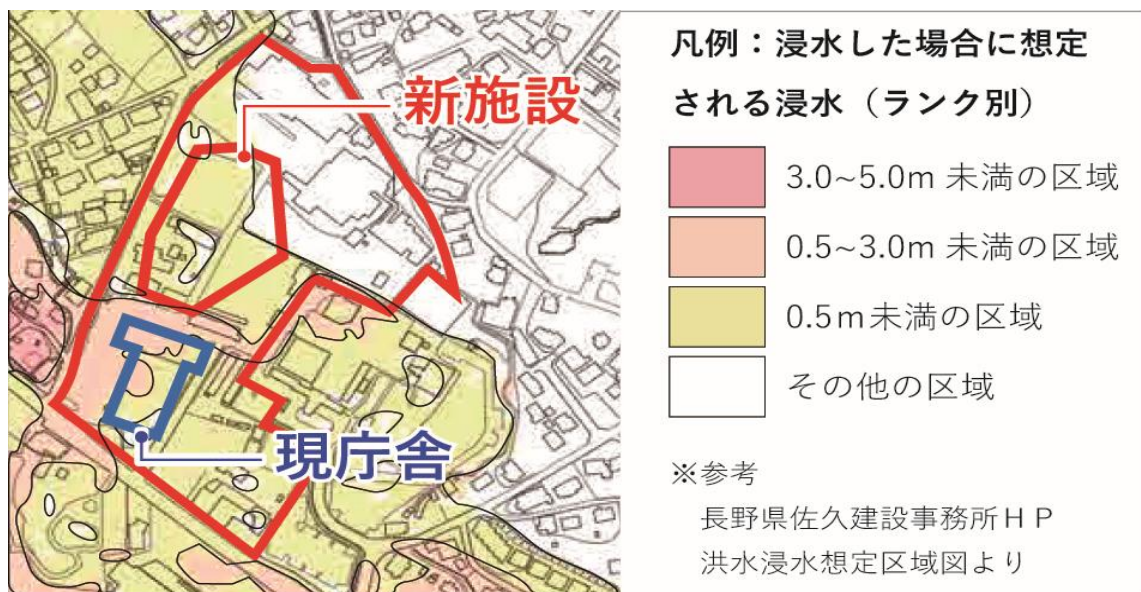 新施設
現庁舎
凡例：浸水した場合に想定
される浸水（ランク別）
3.0~5.0m 未満の区域
0.5~3.0m 未満の区域
0.5m未満の区域
その他の区域
※参考
長野県佐久建設事務所ＨＰ
洪水浸水想定区域図より